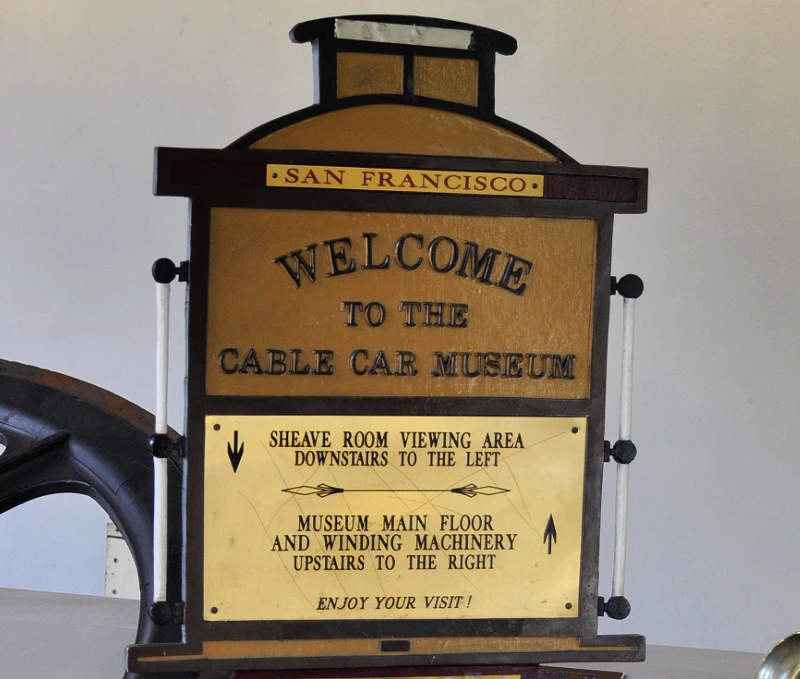 SAN FRANCISCO
WELCOME
TO THE
CABLE CAR MUSEUM
SHEAVE ROOM VIEWING AREA
DOWNSTAIRS TO THE LEFT
MUSEUM MAIN FLOOR
AND WINDING MACHINERY
UPSTAIRS TO THE RIGHT
ENJOY YOUR VISIT!